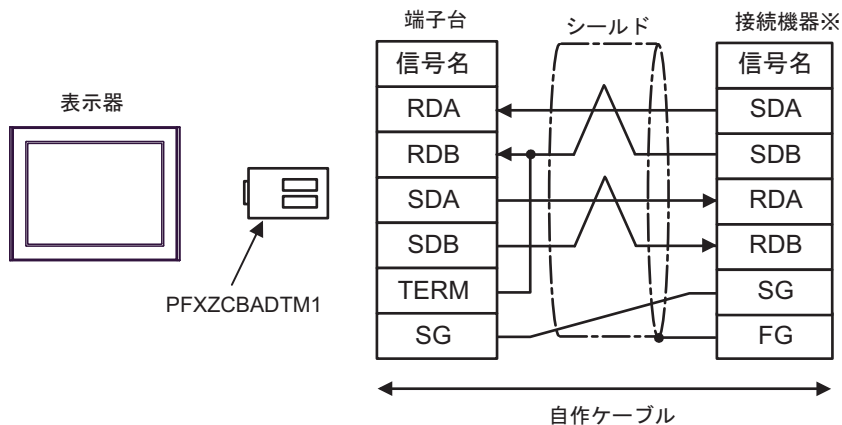 端子台
シールド
接続機器※
表示器
PFXZCBADTM1
信号名
RDA
RDB
SDA
SDB
TERM
SG
信号名
SDA
SDB
RDA
RDB
SG
FG
自作ケーブル